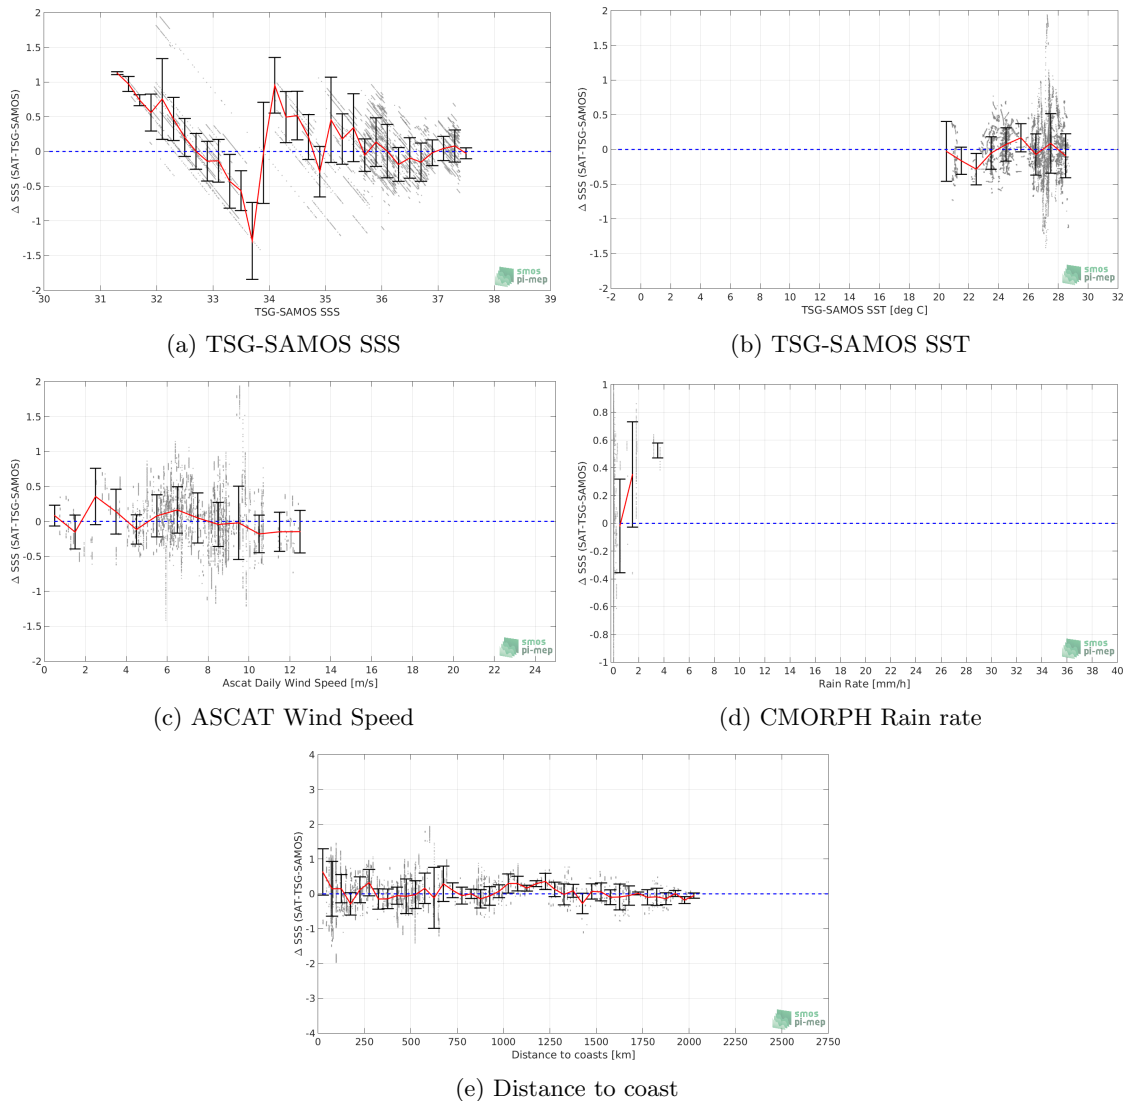 2
1.5
1
0.5
0
-0.5
-1
-1.5
-2
Δ SSS (SAT-TSG-SAMOS)
30 31 32 33 34 35 36 37 38 39
TSG-SAMOS SSS
smos
pi-mep
(a) TSG-SAMOS SSS
2
1.5
1
0.5
0
-0.5
-1
-1.5
-2
Δ SSS (SAT-TSG-SAMOS)
-2 0 2 4 6 8 10 12 14 16 18 20 22 24 26 28 30 32
TSG-SAMOS SST [deg C]
smos
pi-mep
(b) TSG-SAMOS SST
2
1.5
1
0.5
0
-0.5
-1
-1.5
-2
Δ SSS (SAT-TSG-SAMOS)
0 2 4 6 8 10 12 14 16 18 20 22 24
Ascat Daily Wind Speed [m/s]
smos
pi-mep
(c) ASCAT Wind Speed
1
0.8
0.6
0.4
0.2
0
-0.2
-0.4
-0.6
-0.8
-1
Δ SSS (SAT-TSG-SAMOS)
0 2 4 6 8 10 12 14 16 18 20 22 24 26 28 30 32 34 36 38 40
Rain Rate [mm/h]
smos
pi-mep
(d) CMORPH Rain rate
4
3
2
1
0
-1
-2
-3
-4
Δ SSS (SAT-TSG-SAMOS)
0 250 500 750 1000 1250 1500 1750 2000 2250 2500 2750
Distance to coasts [km]
smos
pi-mep
(e) Distance to coast